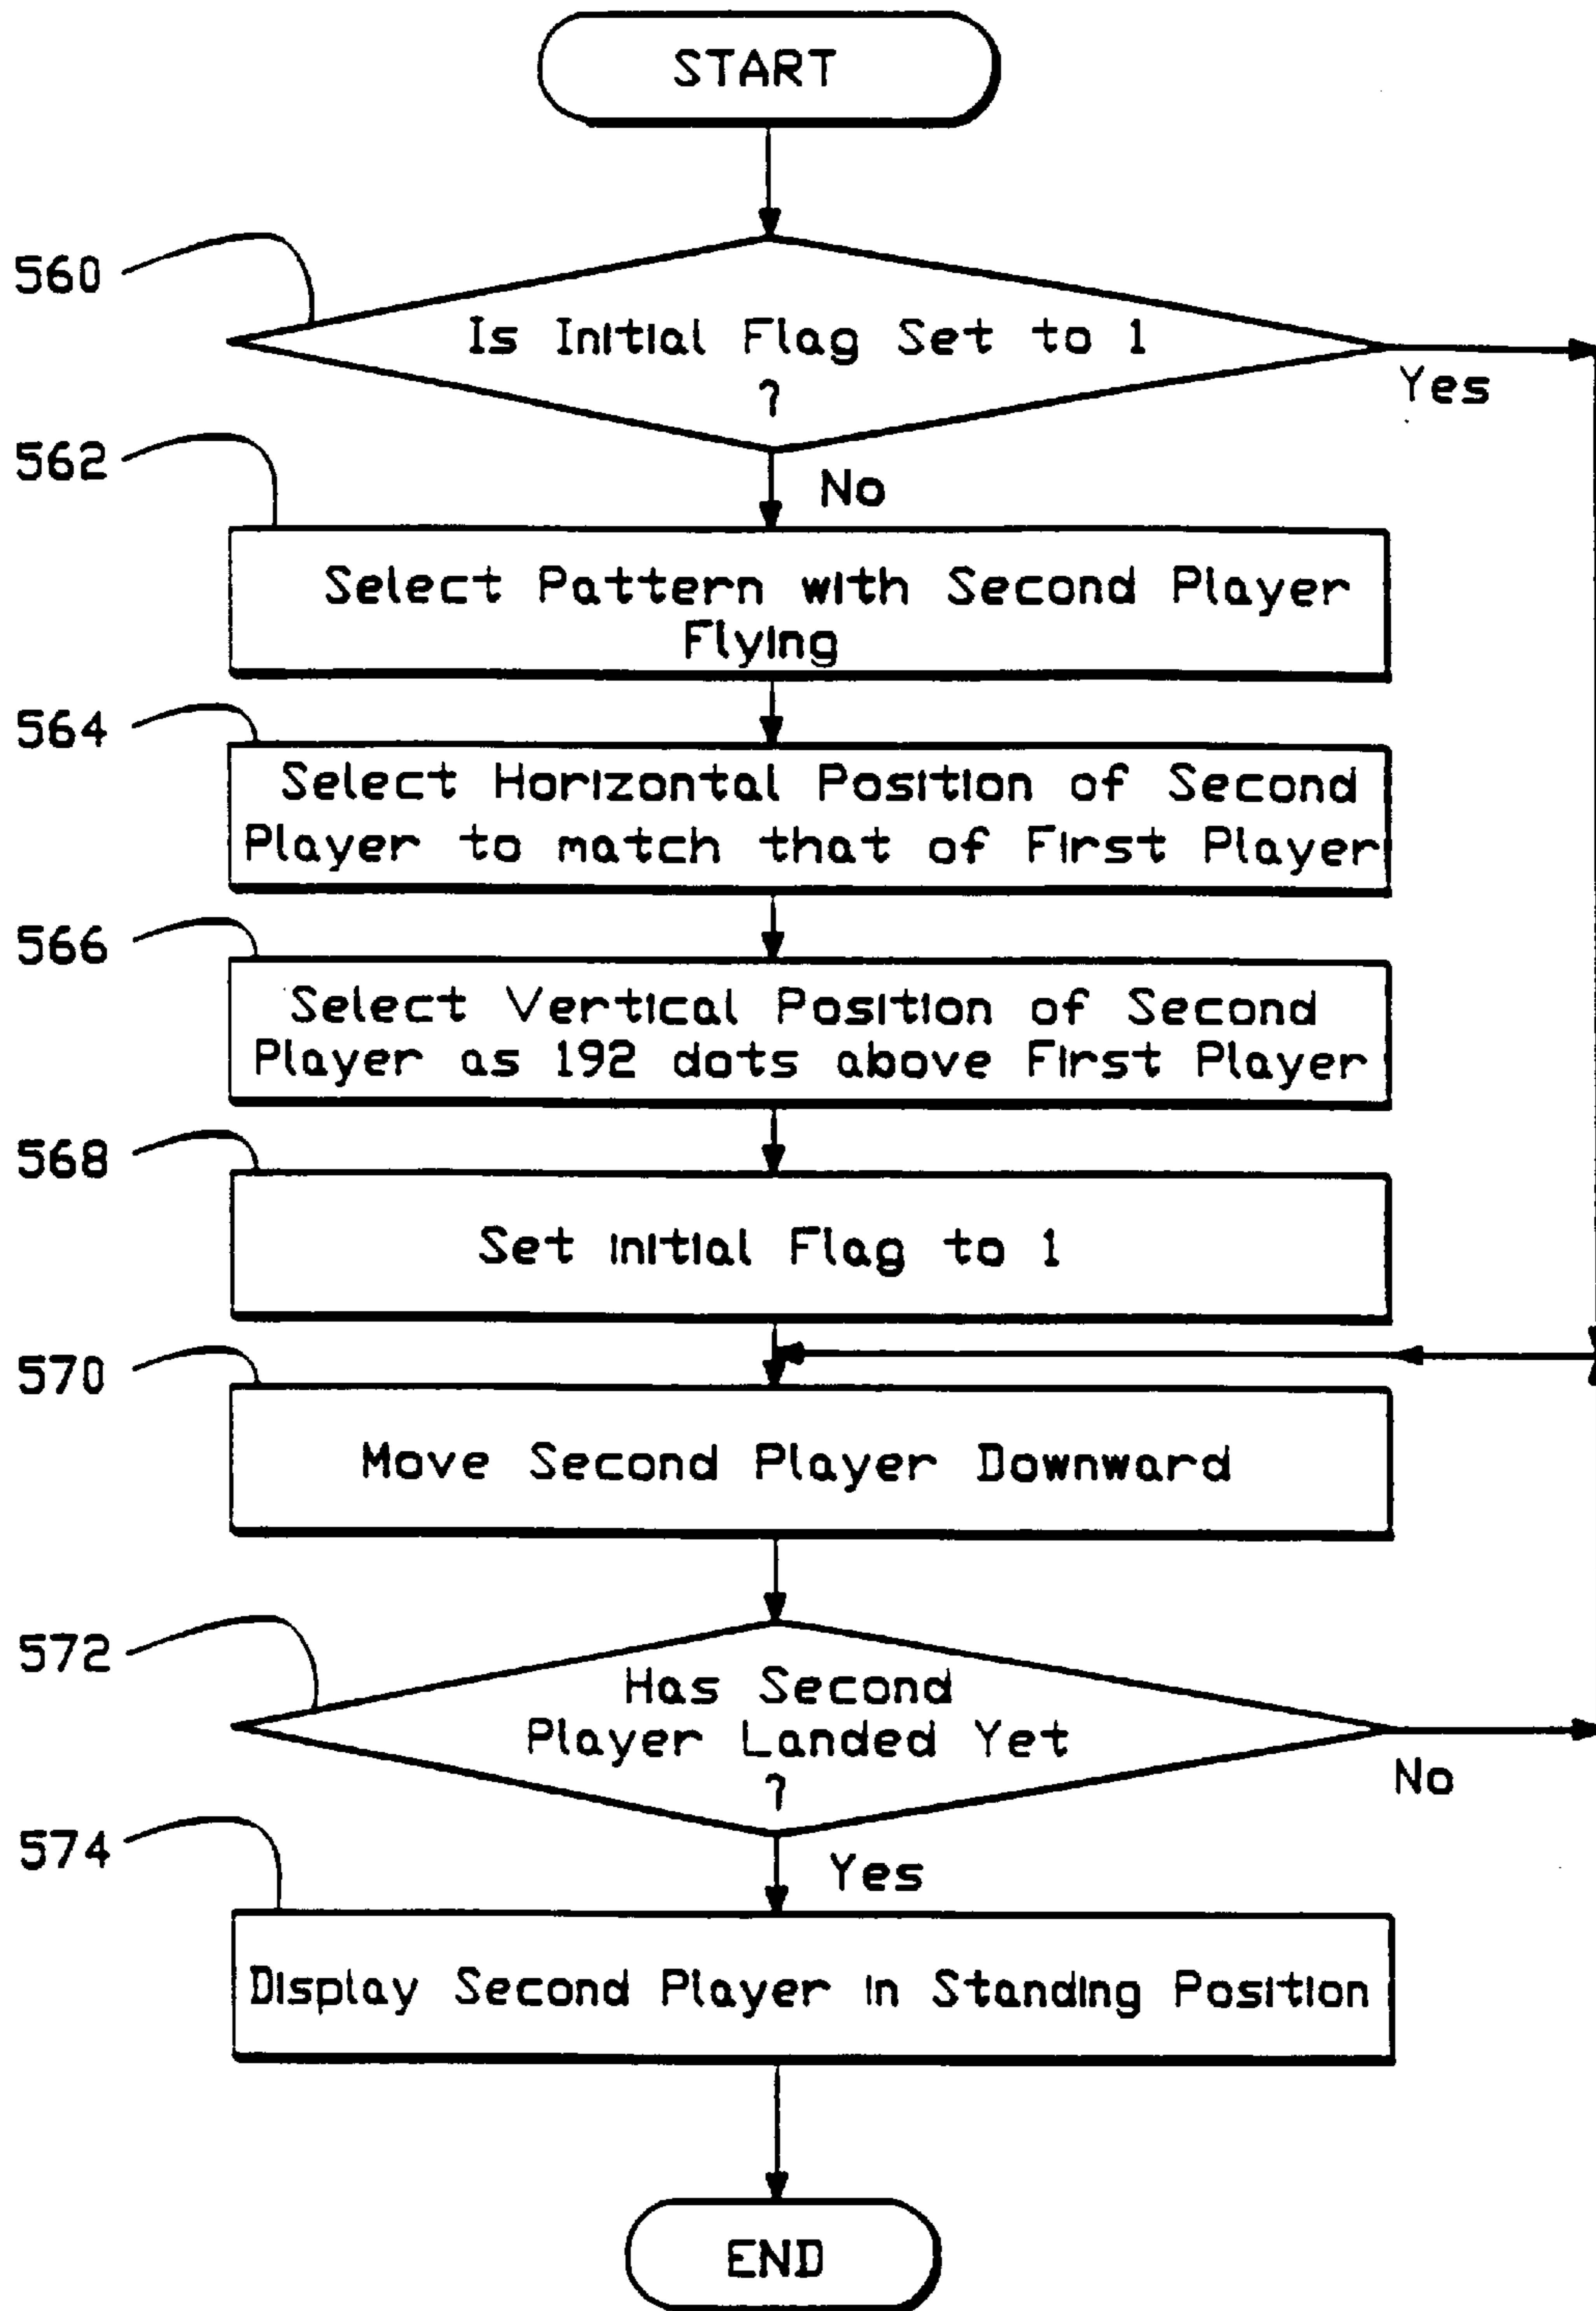 START
560
Is Initial Flag Set to 1
?
Yes
562
No
Select Pattern with Second Player
Flying
564
Select Horizontal Position of Second
Player to match that of First Player
566
Select Vertical Position of Second
Player as 192 dots above First Player
568
Set initial Flag to 1
570
Move Second Player Downward
572
Has Second
Player Landed Yet
?
No
574
Yes
Display Second Player in Standing Position
END